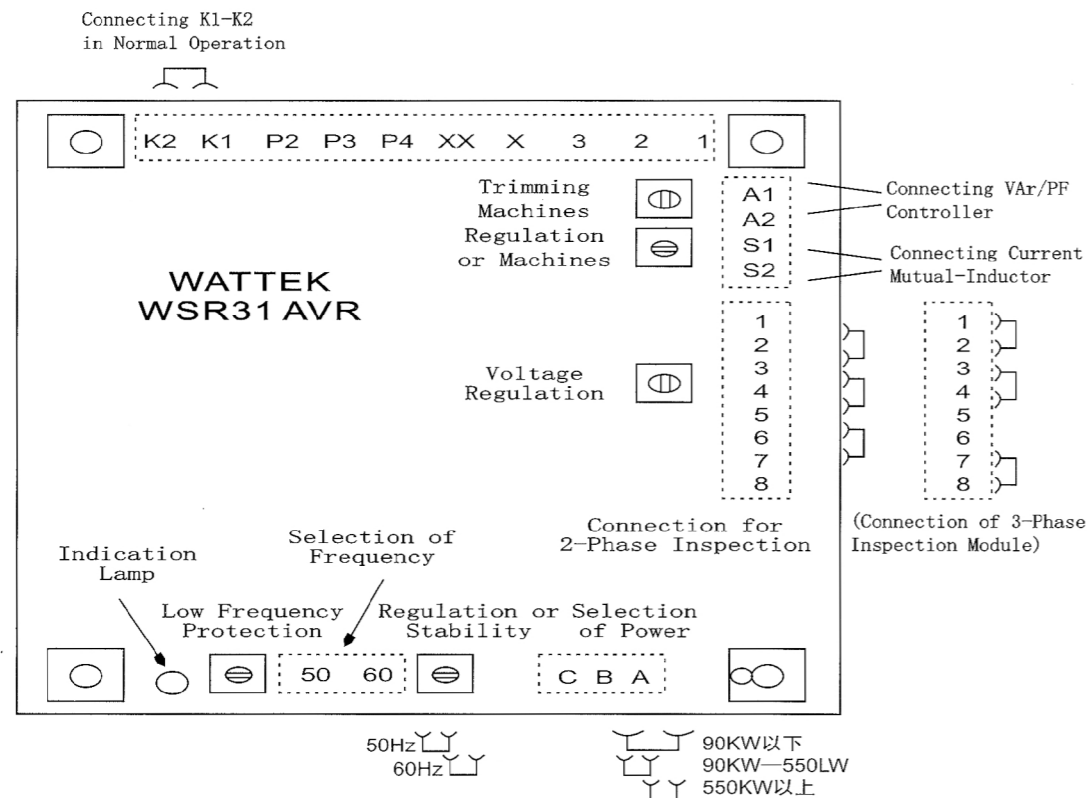 Connecting K1-K2
in Normal Operation
K2 K1 P2 P3 P4 XX X 3 2 1
Trimming
Machines
Regulation
or Machines
A1
A2
S1
S2
Connecting VAr/PF
Controller
Connecting Current
Mutual-Inductor
WATTEK
WSR31 AVR
Voltage
Regulation
1
2
3
4
5
6
7
8
1
2
3
4
5
6
7
8
Connection for
2-Phase Inspection
(Connection of 3-Phase
Inspection Module)
Indication
Lamp
Selection of
Frequency
Low Frequency
Protection
Regulation or
Stability
Selection
of Power
50 60
C B A
50Hz
60Hz
90KW以下
90KW—550LW
550KW以上